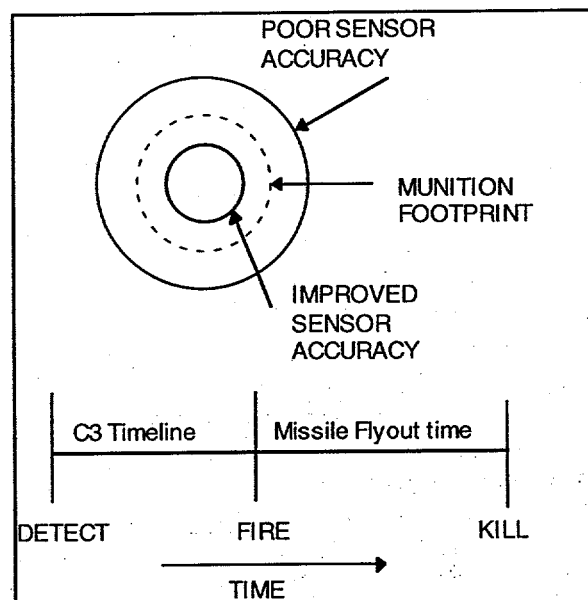 POOR SENSOR
ACCURACY
MUNITION
FOOTPRINT
IMPROVED
SENSOR
ACCURACY
C3 Timeline
Missile Flyout time
DETECT
FIRE
KILL
TIME